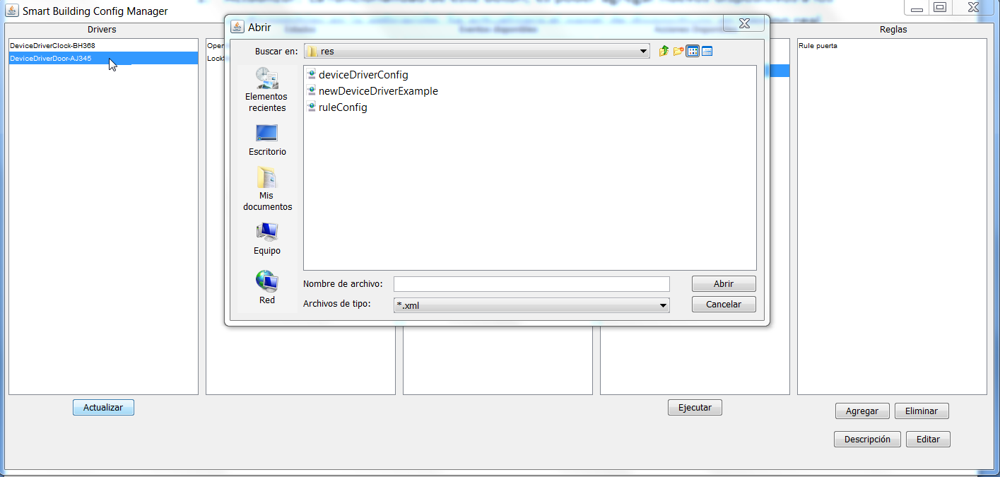 Smart Building Config Manager
Drivers
Reglas
DeviceDriverClock-BH368
DeviceDriverDoor-AJ345
Open
Lock
Rule puerta
Abrir
Buscar en:
res
Elementos
recientes
Escritorio
Mis
documentos
Equipo
Red
deviceDriverConfig
newDeviceDriverExample
ruleConfig
Nombre de archivo:
Abrir
Archivos de tipo:
*.xml
Cancelar
Actualizar
Ejecutar
Agregar
Eliminar
Descripción
Editar